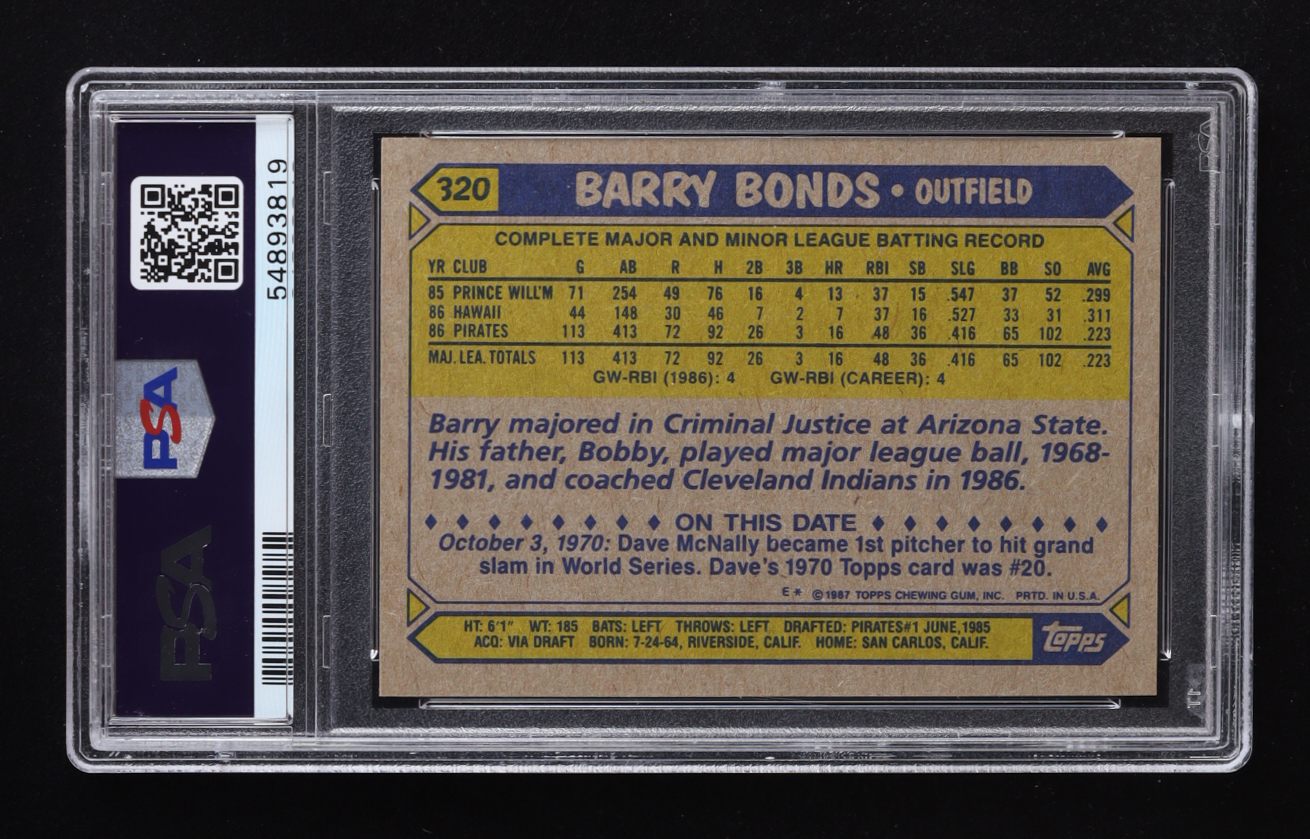 54893819
PSA
PSA
320 BARRY BONDS • OUTFIELD
COMPLETE MAJOR AND MINOR LEAGUE BATTING RECORD
YR CLUB G AB R H 2B 3B HR RBI SB SLG BB SO AVG
85 PRINCE WILL'M 71 254 49 76 16 4 13 37 15 .547 37 52 .299
86 HAWAII 44 148 30 46 7 2 7 37 16 .527 33 31 .311
86 PIRATES 113 413 72 92 26 3 16 48 36 .416 65 102 .223
MAJ. LEA. TOTALS 113 413 72 92 26 3 16 48 36 .416 65 102 .223
GW-RBI (1986): 4 GW-RBI (CAREER): 4
Barry majored in Criminal Justice at Arizona State.
His father, Bobby, played major league ball, 1968-
1981, and coached Cleveland Indians in 1986.
ON THIS DATE
October 3, 1970: Dave McNally became 1st pitcher to hit grand
slam in World Series. Dave's 1970 Topps card was #20.
E* ©1987 TOPPS CHEWING GUM, INC. PRTD. IN U.S.A.
HT: 6'1" WT: 185 BATS: LEFT THROWS: LEFT DRAFTED: PIRATES#1 JUNE,1985
ACQ: VIA DRAFT BORN: 7-24-64, RIVERSIDE, CALIF. HOME: SAN CARLOS, CALIF.
topps